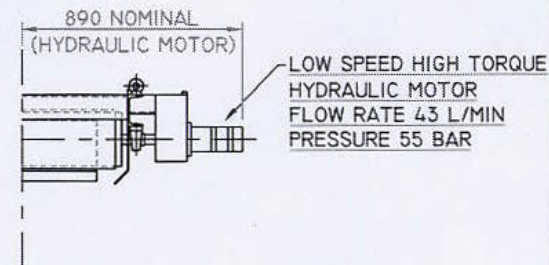 890 NOMINAL
(HYDRAULIC MOTOR)
LOW SPEED HIGH TORQUE
HYDRAULIC MOTOR
FLOW RATE 43 L/MIN
PRESSURE 55 BAR